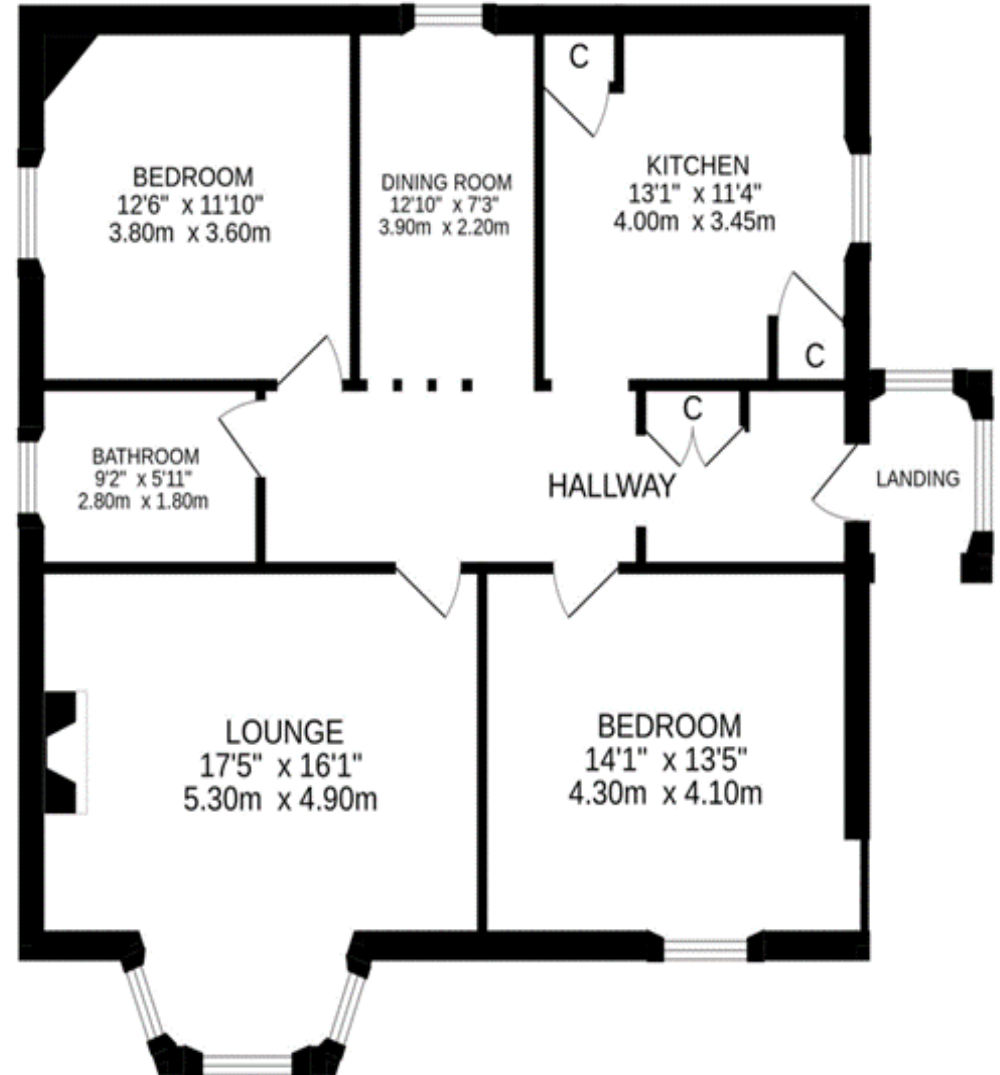 C
BEDROOM
12'6" x 11'10"
3.80m x 3.60m
DINING ROOM
12'10" x 7'3"
3.90m x 2.20m
KITCHEN
13'1" x 11'4"
4.00m x 3.45m
C
C
BATHROOM
9'2" x 5'11"
2.80m x 1.80m
HALLWAY
LANDING
LOUNGE
17'5" x 16'1"
5.30m x 4.90m
BEDROOM
14'1" x 13'5"
4.30m x 4.10m